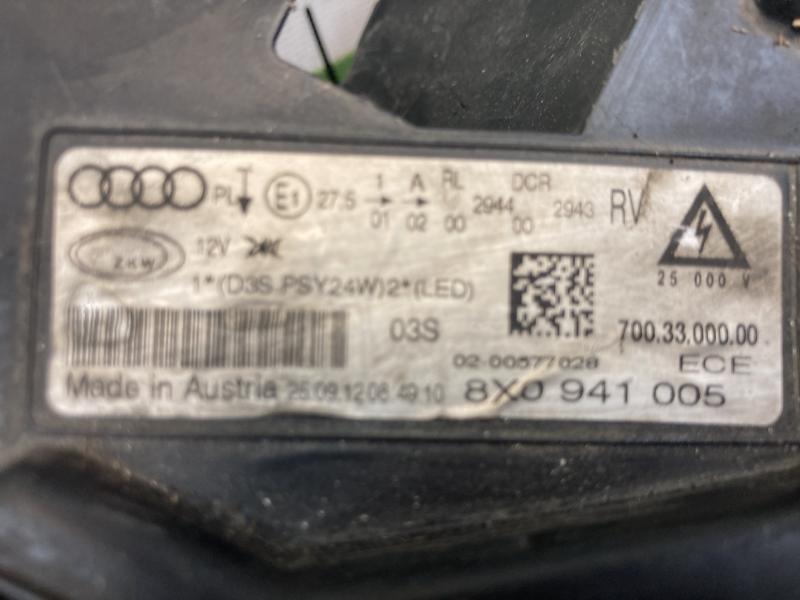 PL E1 27.5 1 A RL DCR RV
01 02 00 2944 00 2943
ZKW 12V
25 000 V
1*(D3S PSY24W)2*(LED)
03S 700.33.000.00
02-00577028 ECE
Made in Austria 25.09.12 08 49 10 8X0 941 005